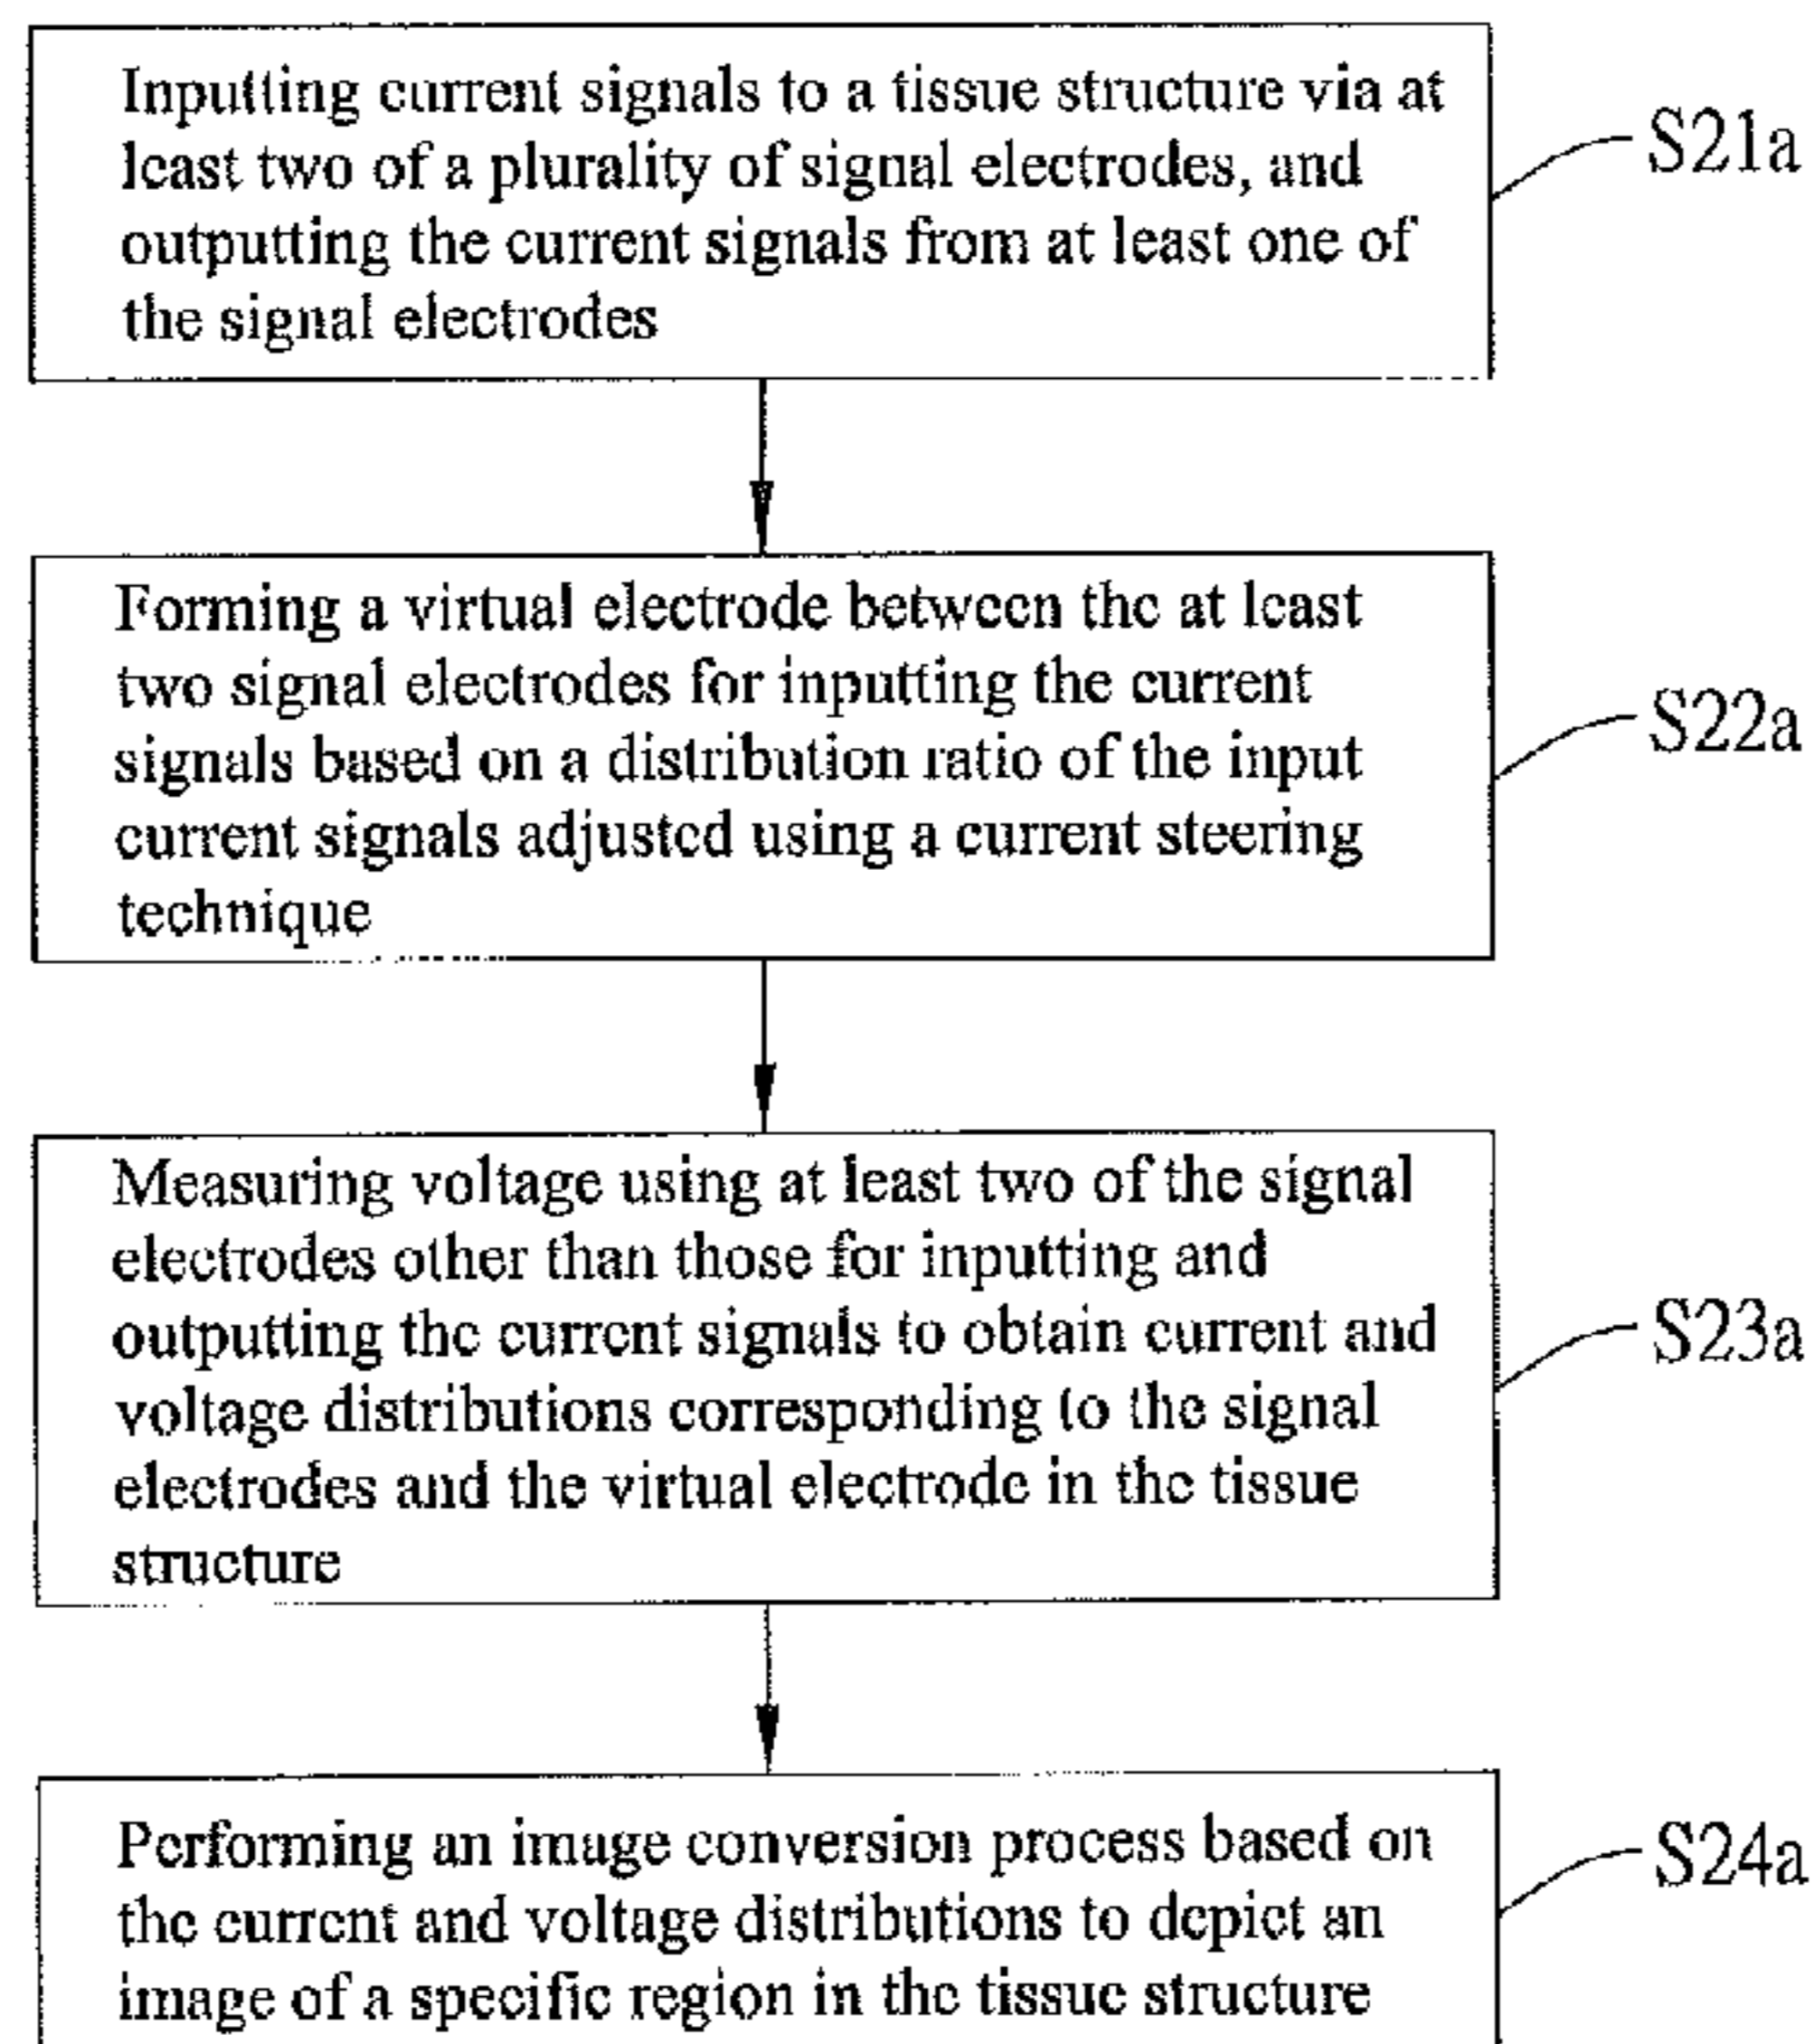 Inputting current signals to a tissue structure via at
least two of a plurality of signal electrodes, and
outputting the current signals from at least one of
the signal electrodes
S21a
Forming a virtual electrode between the at least
two signal electrodes for inputting the current
signals based on a distribution ratio of the input
current signals adjusted using a current steering
technique
S22a
Measuring voltage using at least two of the signal
electrodes other than those for inputting and
outputting the current signals to obtain current and
voltage distributions corresponding to the signal
electrodes and the virtual electrode in the tissue
structure
S23a
Performing an image conversion process based on
the current and voltage distributions to depict an
image of a specific region in the tissue structure
S24a